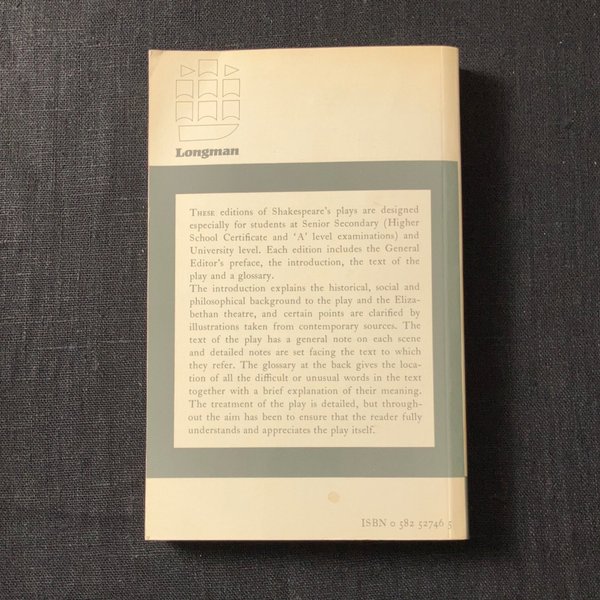 Longman
THESE editions of Shakespeare's plays are designed
especially for students at Senior Secondary (Higher
School Certificate and 'A' level examinations) and
University level. Each edition includes the General
Editor's preface, the introduction, the text of the
play and a glossary.
The introduction explains the historical, social and
philosophical background to the play and the Eliza-
bethan theatre, and certain points are clarified by
illustrations taken from contemporary sources. The
text of the play has a general note on each scene
and detailed notes are set facing the text to which
they refer. The glossary at the back gives the loca-
tion of all the difficult or unusual words in the text
together with a brief explanation of their meaning.
The treatment of the play is detailed, but through-
out the aim has been to ensure that the reader fully
understands and appreciates the play itself.
ISBN 0 582 52746 5